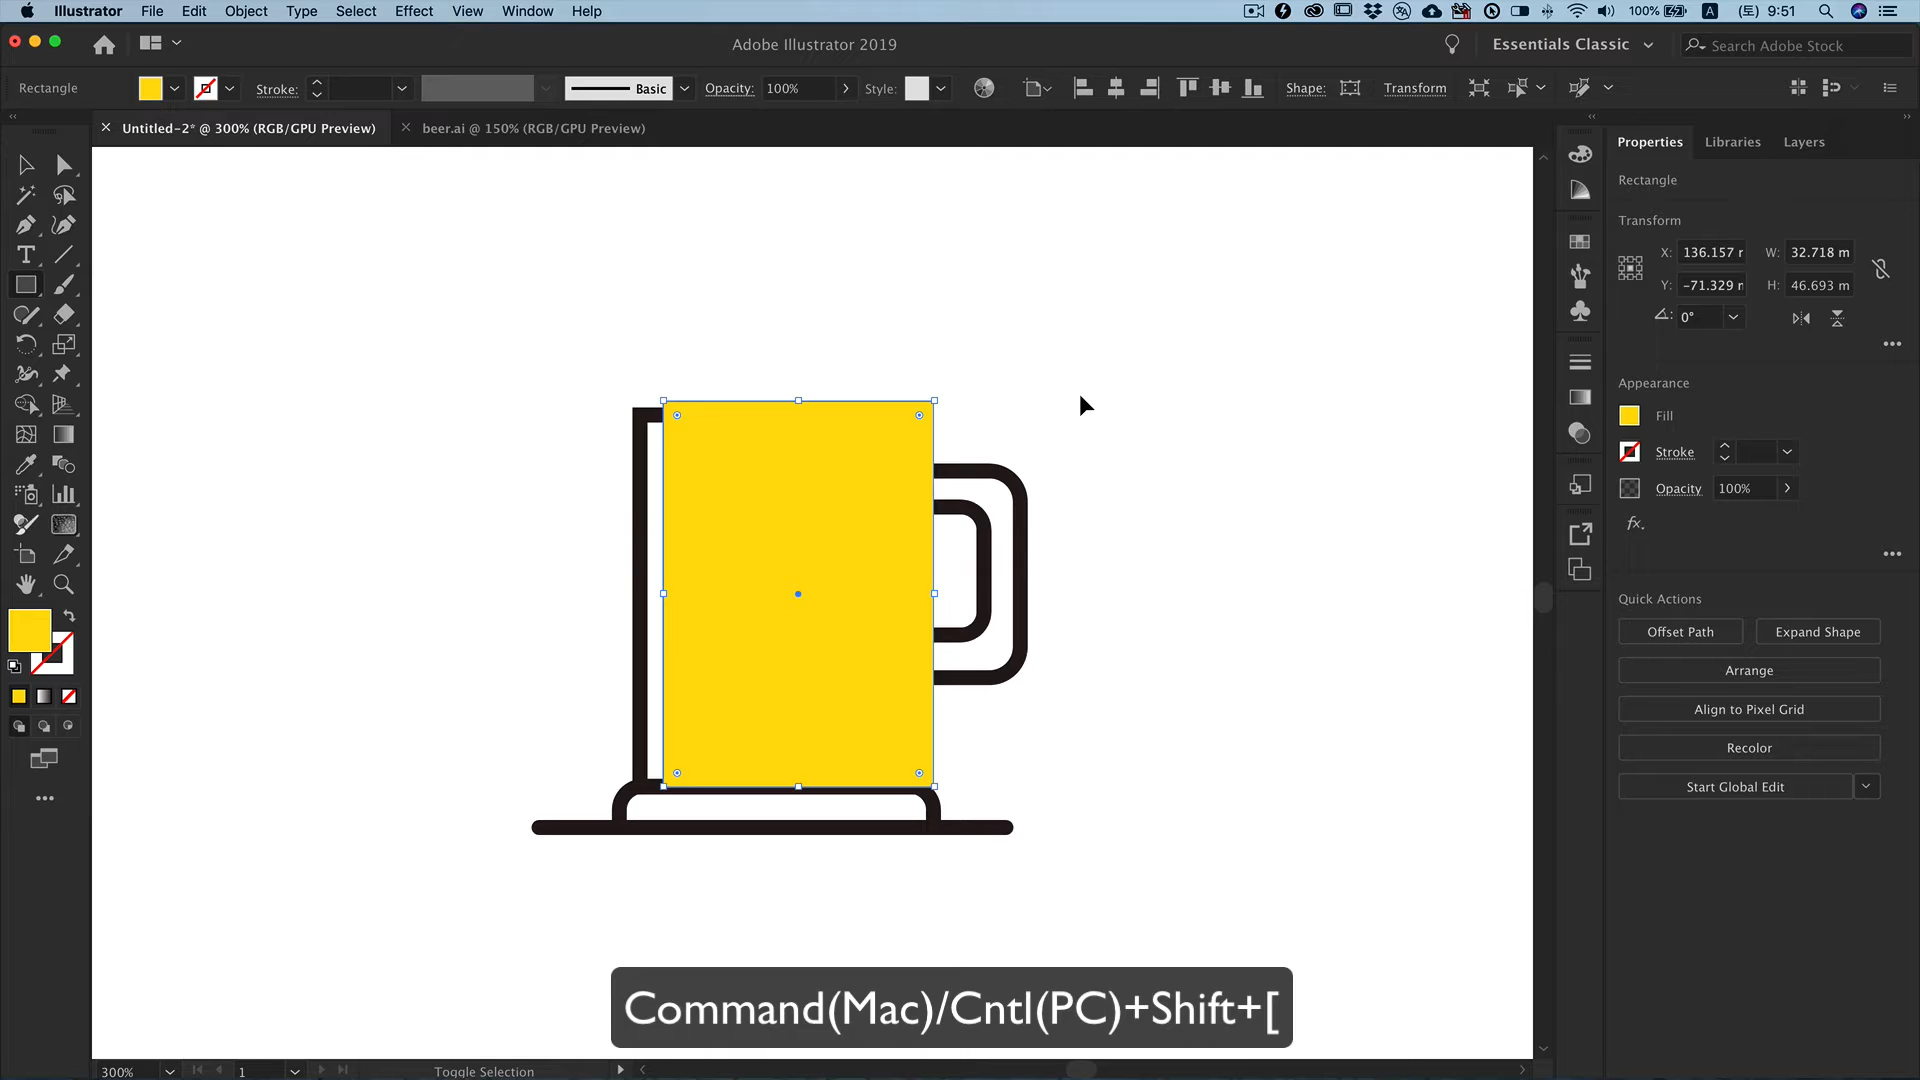 Illustrator File Edit Object Type Select Effect View Window Help
100% A (토) 9:51
Adobe Illustrator 2019
Essentials Classic
Search Adobe Stock
Rectangle
Stroke:
Basic
Opacity: 100%
Style:
Shape:
Transform
Untitled-2* @ 300% (RGB/GPU Preview)
beer.ai @ 150% (RGB/GPU Preview)
Properties Libraries Layers
Rectangle
Transform
X: 136.157 r W: 32.718 m
Y: -71.329 r H: 46.693 m
0°
Appearance
Fill
Stroke
Opacity 100%
fx.
Quick Actions
Offset Path Expand Shape
Arrange
Align to Pixel Grid
Recolor
Start Global Edit
Command(Mac)/Cntl(PC)+Shift+[
300% 1 Toggle Selection